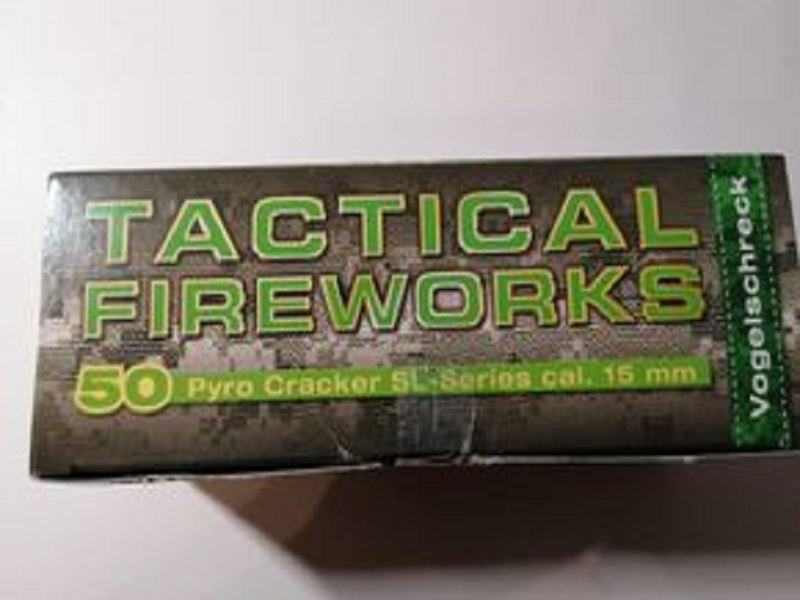 TACTICAL
FIREWORKS
50 Pyro Cracker SL-Series cal. 15 mm
Vogelschreck